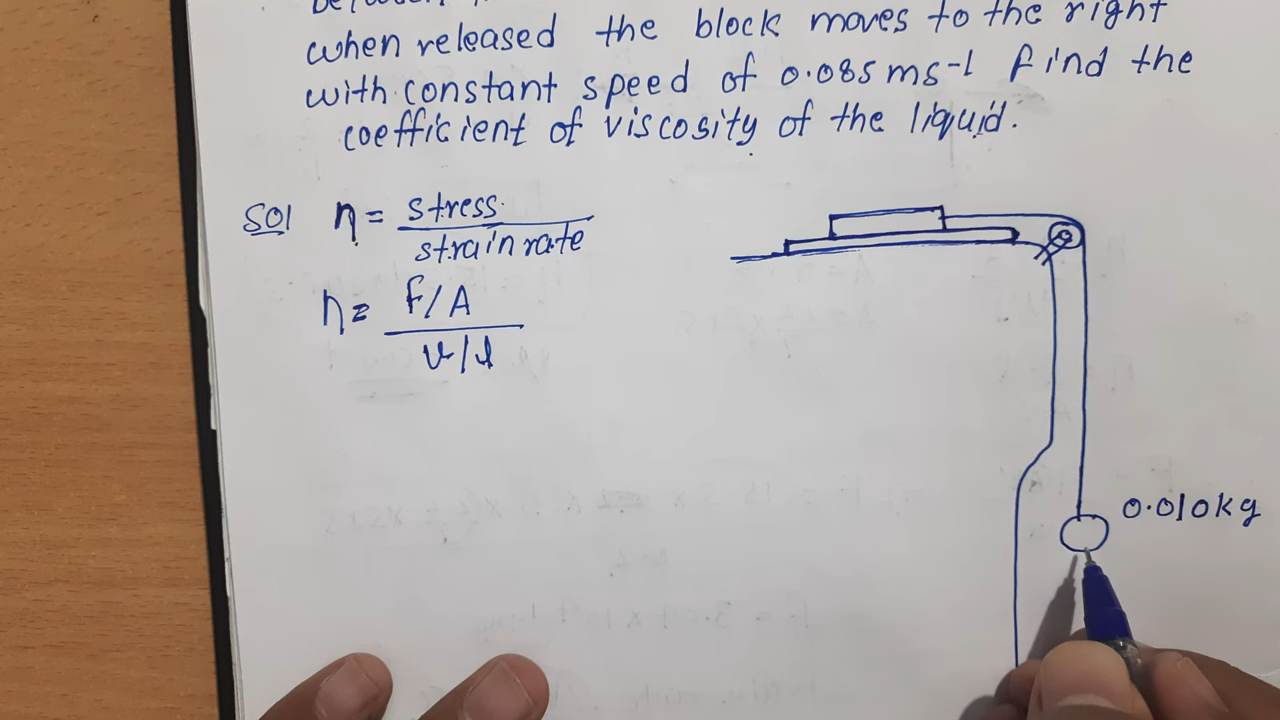 when released the block moves to the right
with constant speed of 0.085 ms-1 find the
coefficient of viscosity of the liquid.
Sol η = stress
strain rate
η = F/A
v/l
0.010kg